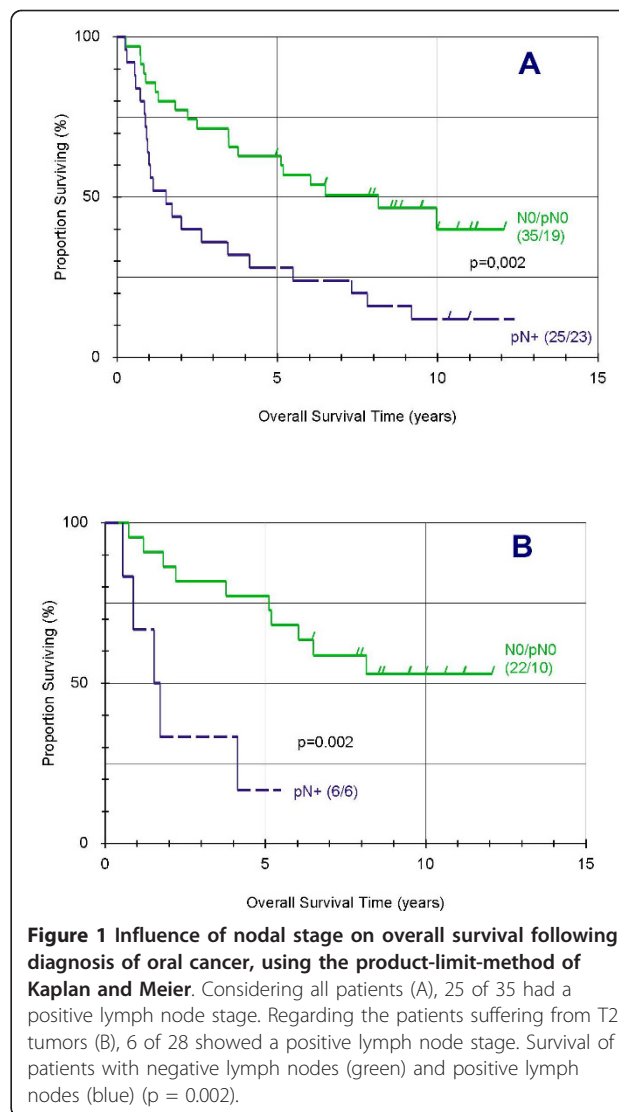 100
A
Proportion Surviving (%)
50
N0/pN0
(35/19)
p=0,002
pN+ (25/23)
0
0 5 10 15
Overall Survival Time (years)
100
B
Proportion Surviving (%)
N0/pN0
(22/10)
50
p=0.002
pN+ (6/6)
0
0 5 10 15
Overall Survival Time (years)
Figure 1 Influence of nodal stage on overall survival following
diagnosis of oral cancer, using the product-limit-method of
Kaplan and Meier. Considering all patients (A), 25 of 35 had a
positive lymph node stage. Regarding the patients suffering from T2
tumors (B), 6 of 28 showed a positive lymph node stage. Survival of
patients with negative lymph nodes (green) and positive lymph
nodes (blue) (p = 0.002).